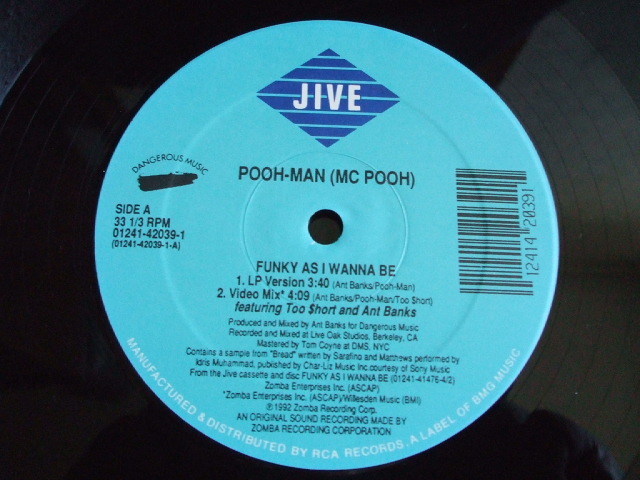 JIVE
DANGEROUS MUSIC
POOH-MAN (MC POOH)
SIDE A
33 1/3 RPM
01241-42039-1
(01241-42039-1-A)
12414 20391
FUNKY AS I WANNA BE
1. LP Version 3:40 (Ant Banks/Pooh-Man)
2. Video Mix* 4:09 (Ant Banks/Pooh-Man/Too $hort)
featuring Too $hort and Ant Banks
Produced and Mixed by Ant Banks for Dangerous Music
Recorded and Mixed at Live Oak Studios, Berkeley, CA
Mastered by Tom Coyne at DMS, NYC
Contains a sample from "Bread" written by Sarafino and Matthews performed by
Idris Muhammad, published by Char-Liz Music Inc.courtesy of Sony Music
From the Jive cassette and disc FUNKY AS I WANNA BE (01241-41476-4/2)
Zomba Enterprises Inc. (ASCAP)
*Zomba Enterprises Inc. (ASCAP)/Willesden Music (BMI)
℗1992 Zomba Recording Corp.
AN ORIGINAL SOUND RECORDING MADE BY
ZOMBA RECORDING CORPORATION
MANUFACTURED & DISTRIBUTED BY RCA RECORDS. A LABEL OF BMG MUSIC